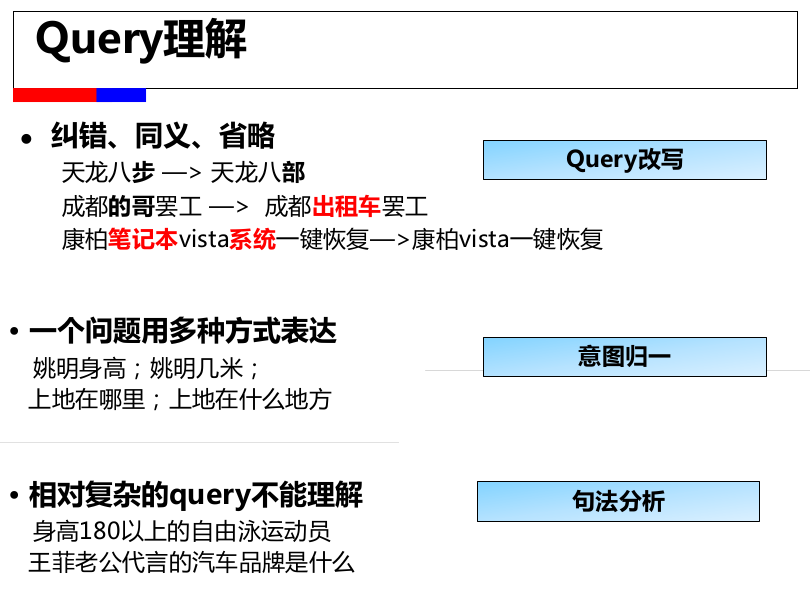 Query理解
• 纠错、同义、省略
Query改写
天龙八步 —> 天龙八部
成都的哥罢工 —> 成都出租车罢工
康柏笔记本vista系统一键恢复—>康柏vista一键恢复
• 一个问题用多种方式表达
意图归一
姚明身高；姚明几米；
上地在哪里；上地在什么地方
• 相对复杂的query不能理解
句法分析
身高180以上的自由泳运动员
王菲老公代言的汽车品牌是什么